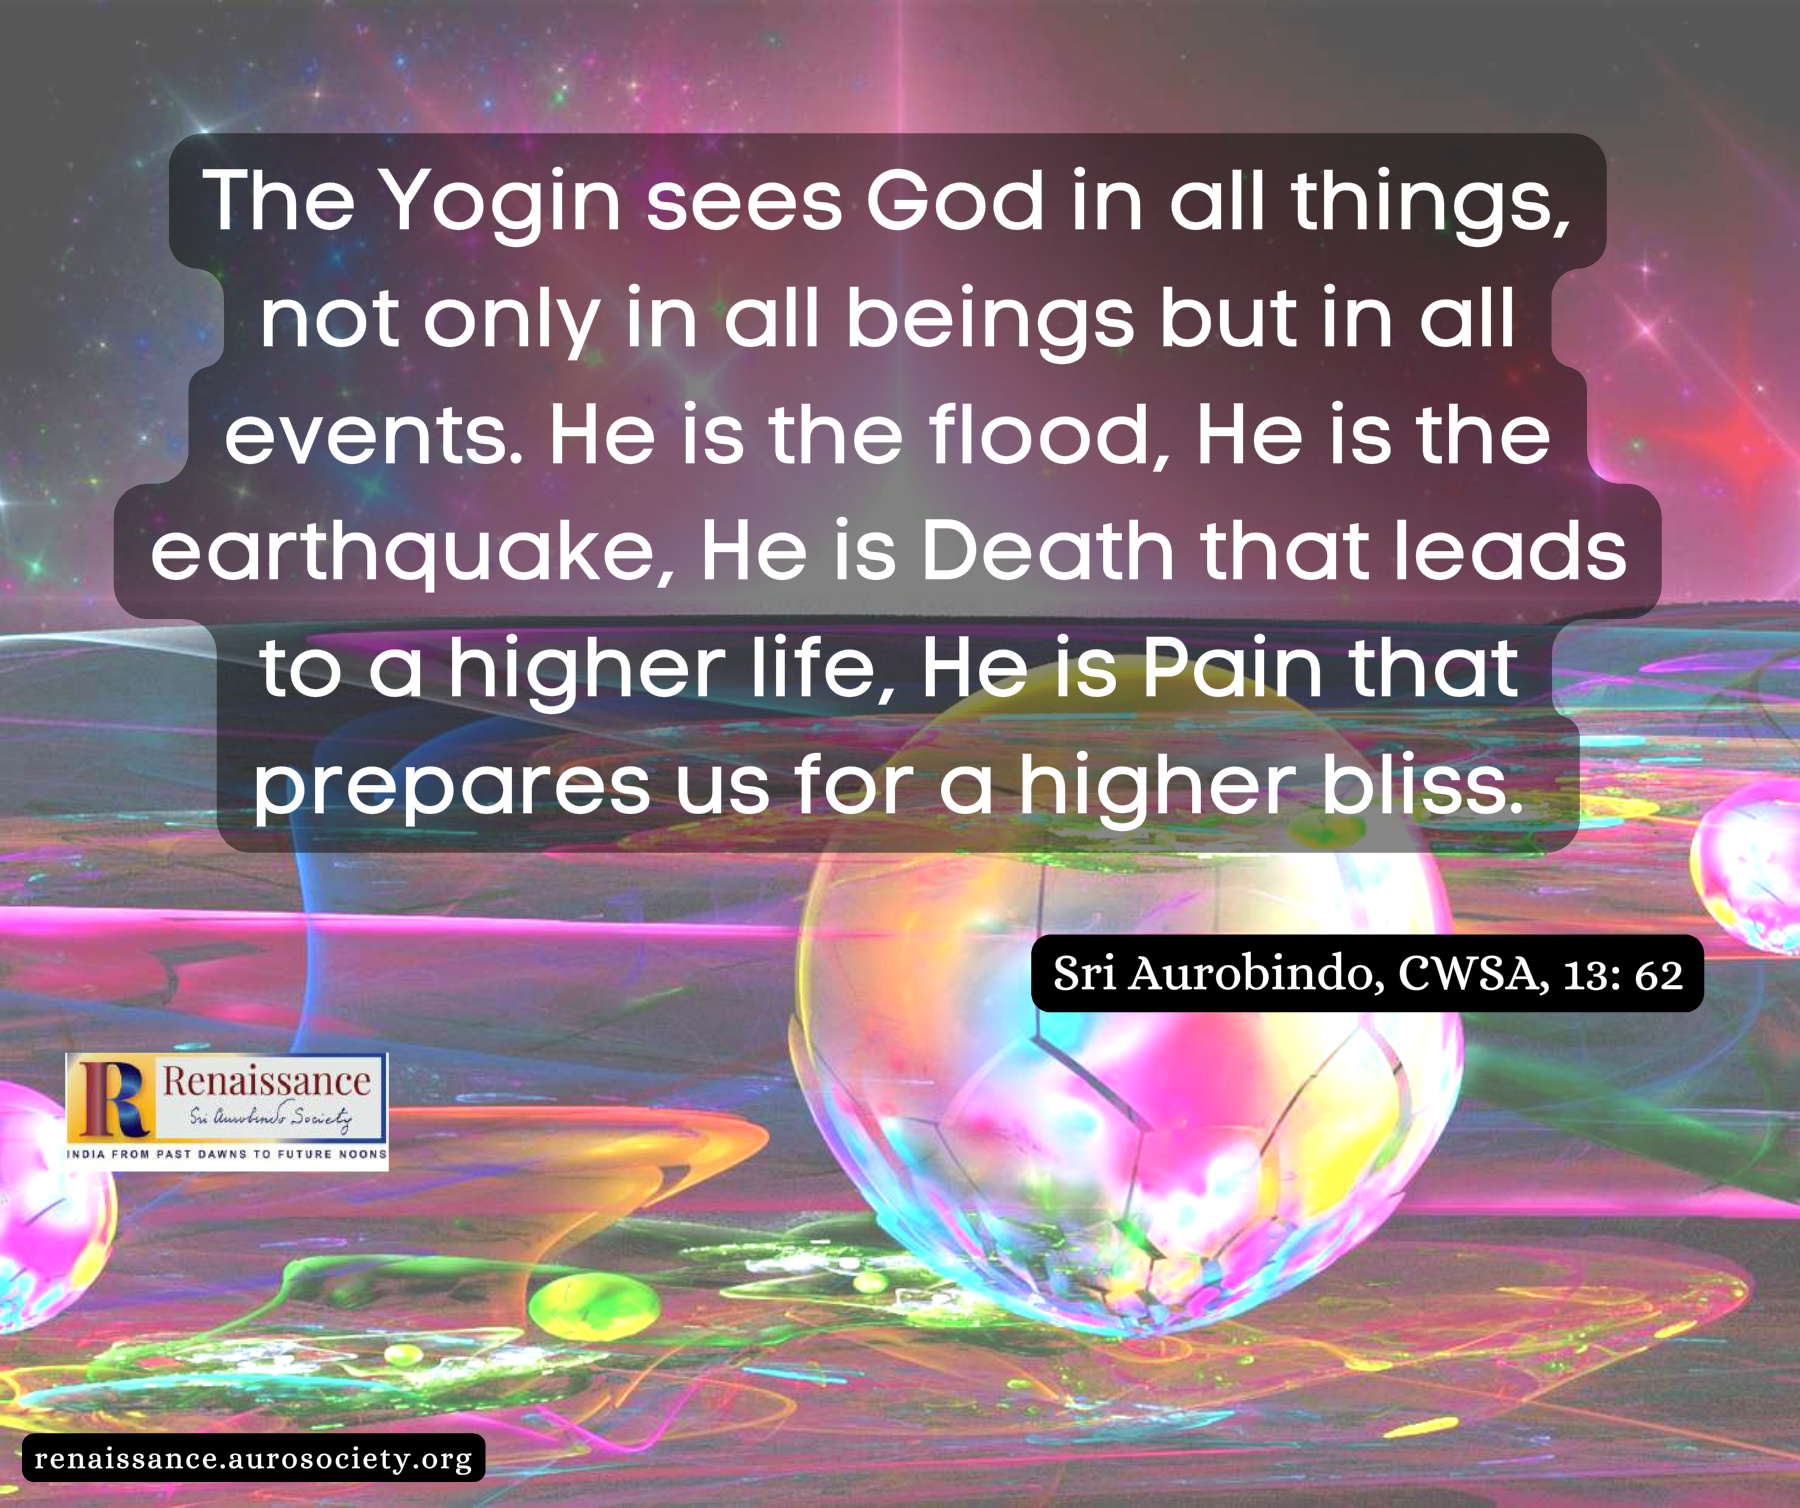 The Yogin sees God in all things,
not only in all beings but in all
events. He is the flood, He is the
earthquake, He is Death that leads
to a higher life, He is Pain that
prepares us for a higher bliss.
Sri Aurobindo, CWSA, 13: 62
R Renaissance
Sri Aurobindo Society
INDIA FROM PAST DAWNS TO FUTURE NOONS
renaissance.aurosociety.org